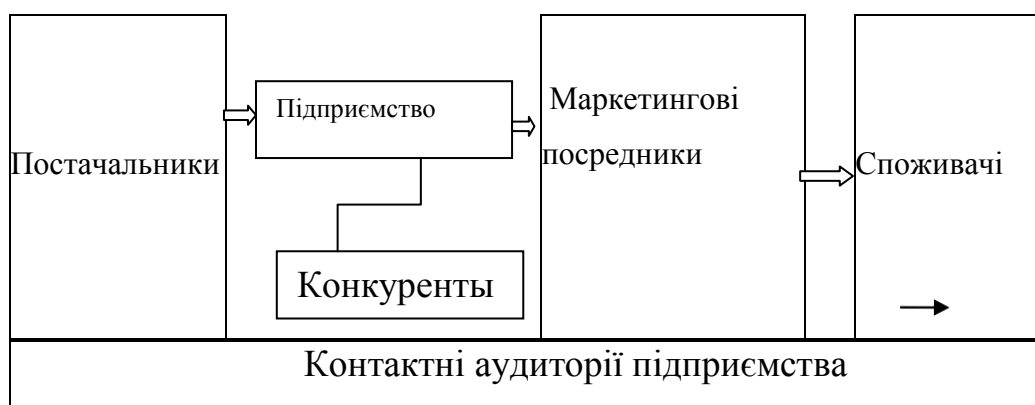 Постачальники
Підприємство
Конкуренты
Маркетингові
посредники
Споживачі
Контактні аудиторії підприємства